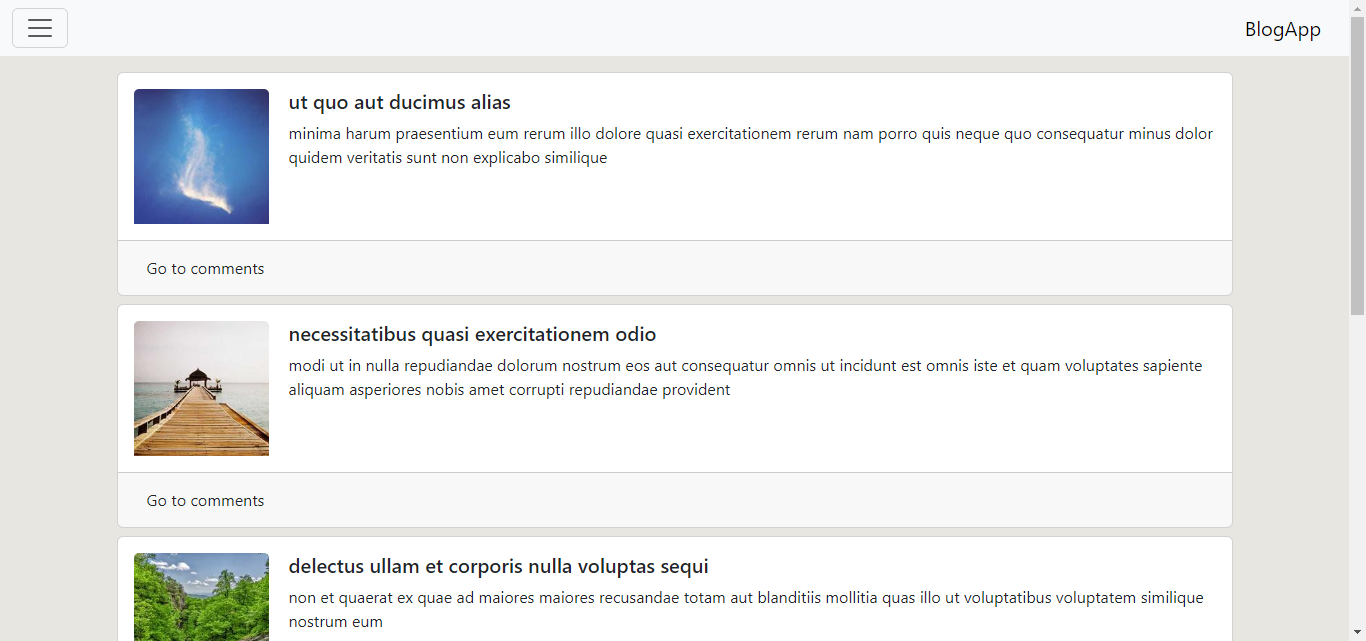 BlogApp
ut quo aut ducimus alias
minima harum praesentium eum rerum illo dolore quasi exercitationem rerum nam porro quis neque quo consequatur minus dolor
quidem veritatis sunt non explicabo similique
Go to comments
necessitatibus quasi exercitationem odio
modi ut in nulla repudiandae dolorum nostrum eos aut consequatur omnis ut incidunt est omnis iste et quam voluptates sapiente
aliquam asperiores nobis amet corrupti repudiandae provident
Go to comments
delectus ullam et corporis nulla voluptas sequi
non et quaerat ex quae ad maiores maiores recusandae totam aut blanditiis mollitia quas illo ut voluptatibus voluptatem similique
nostrum eum